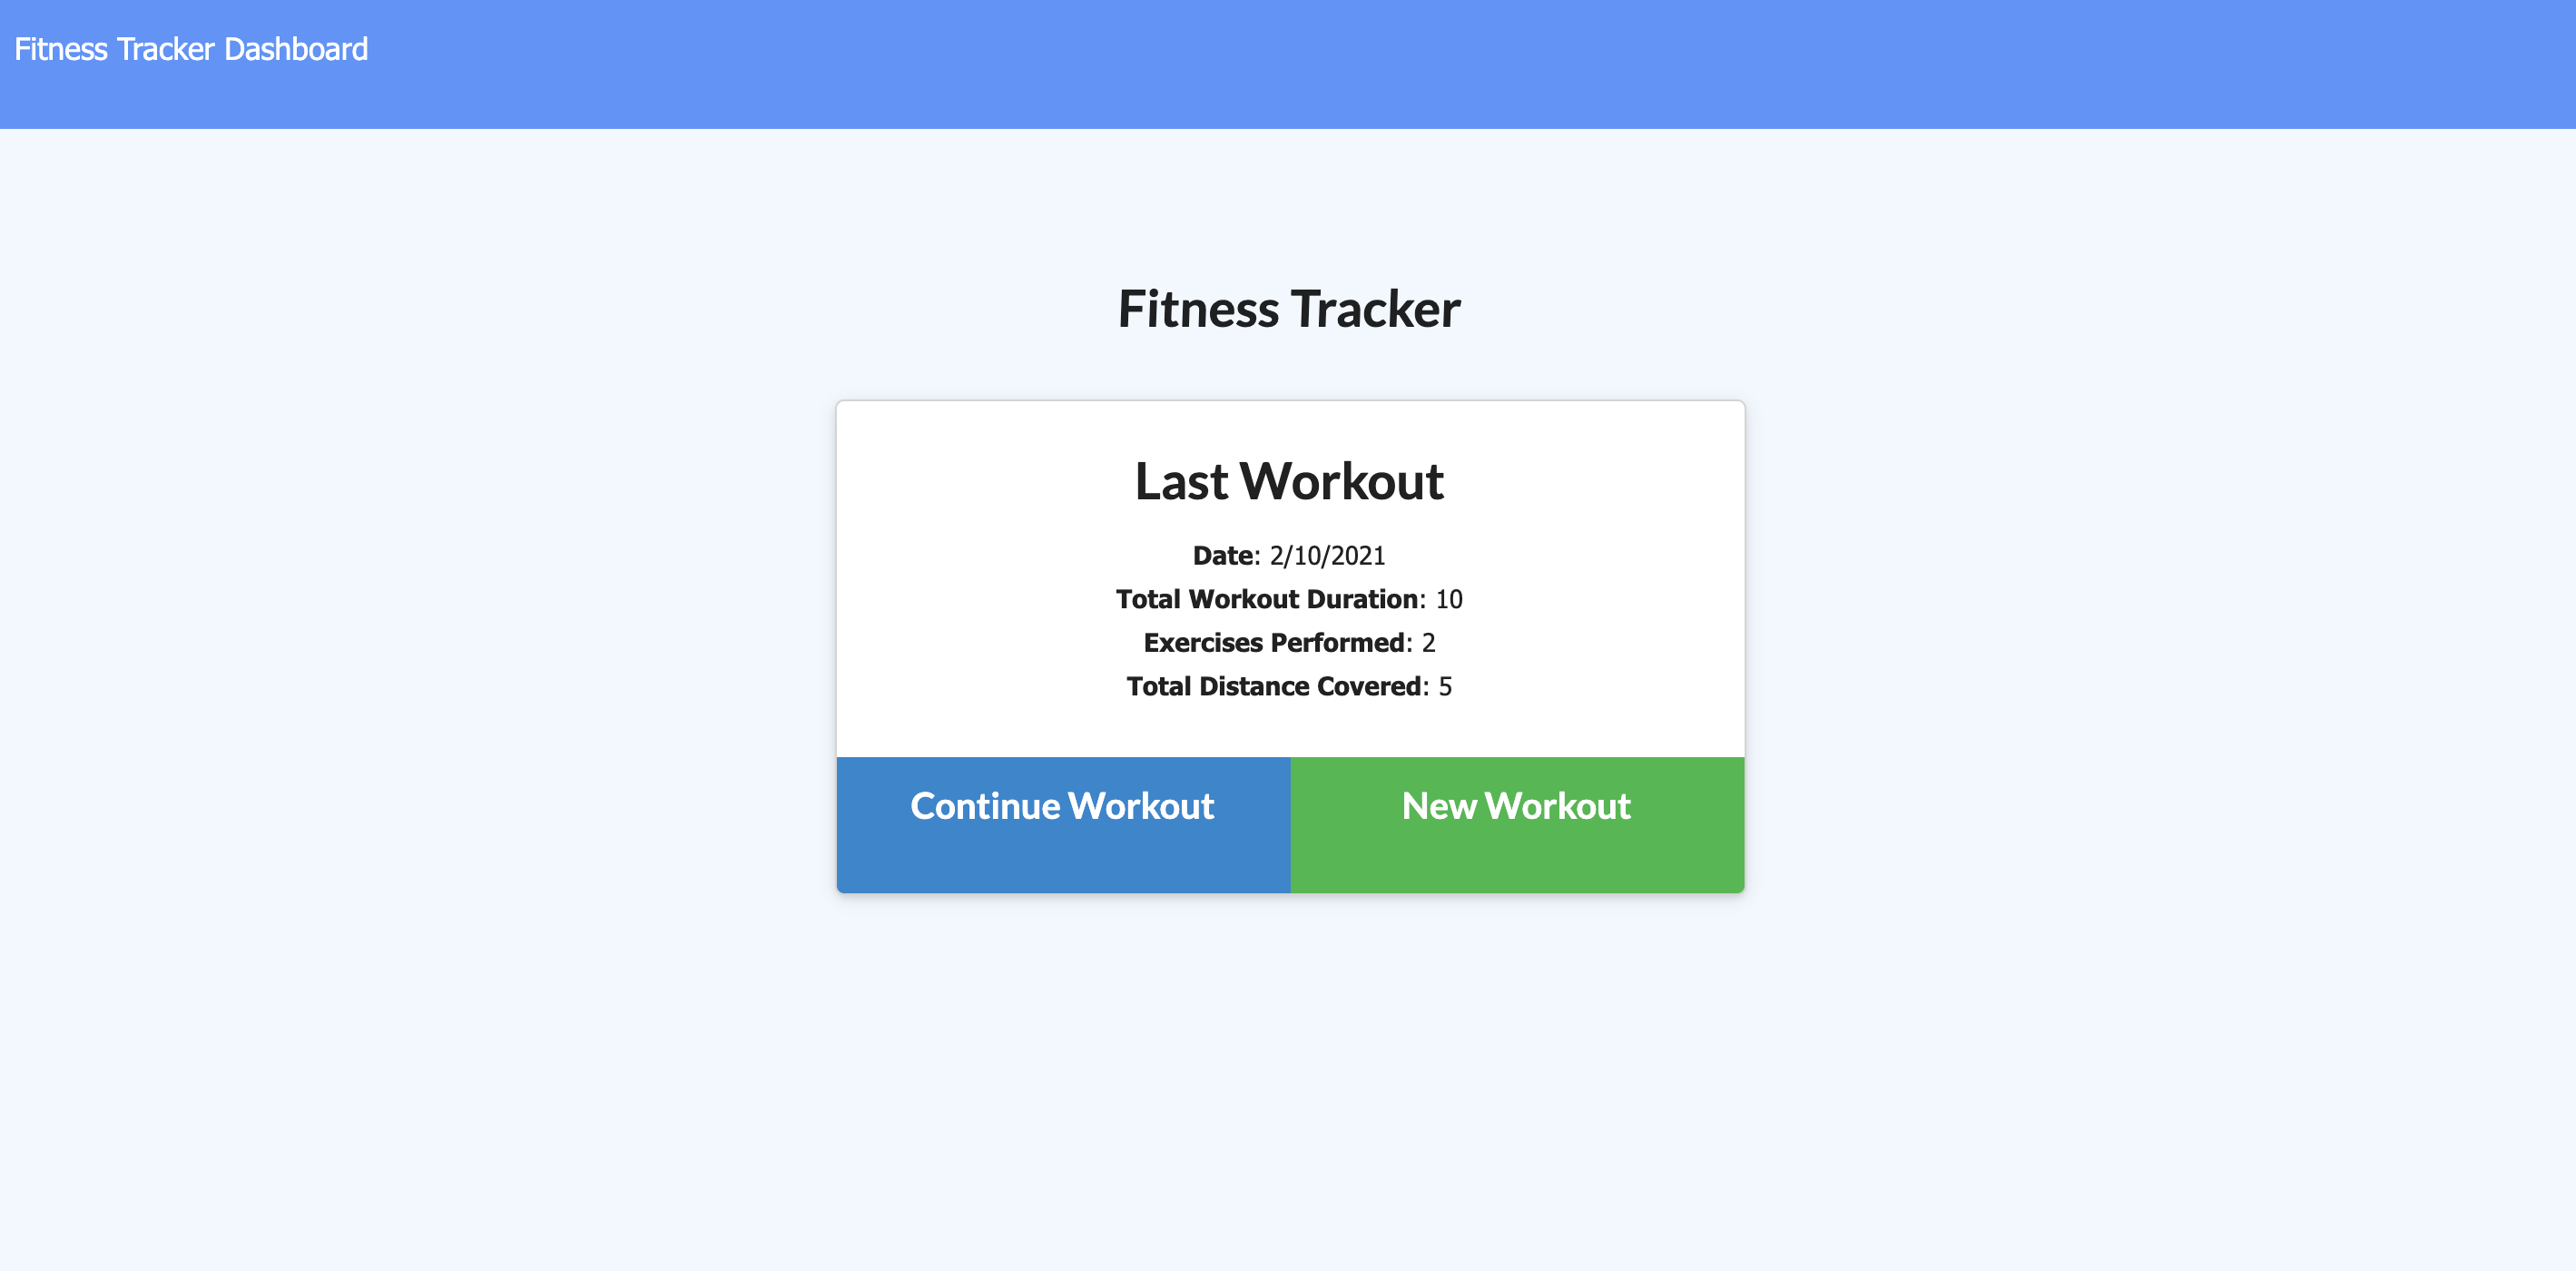 Fitness Tracker Dashboard
Fitness Tracker
Last Workout
Date: 2/10/2021
Total Workout Duration: 10
Exercises Performed: 2
Total Distance Covered: 5
Continue Workout New Workout